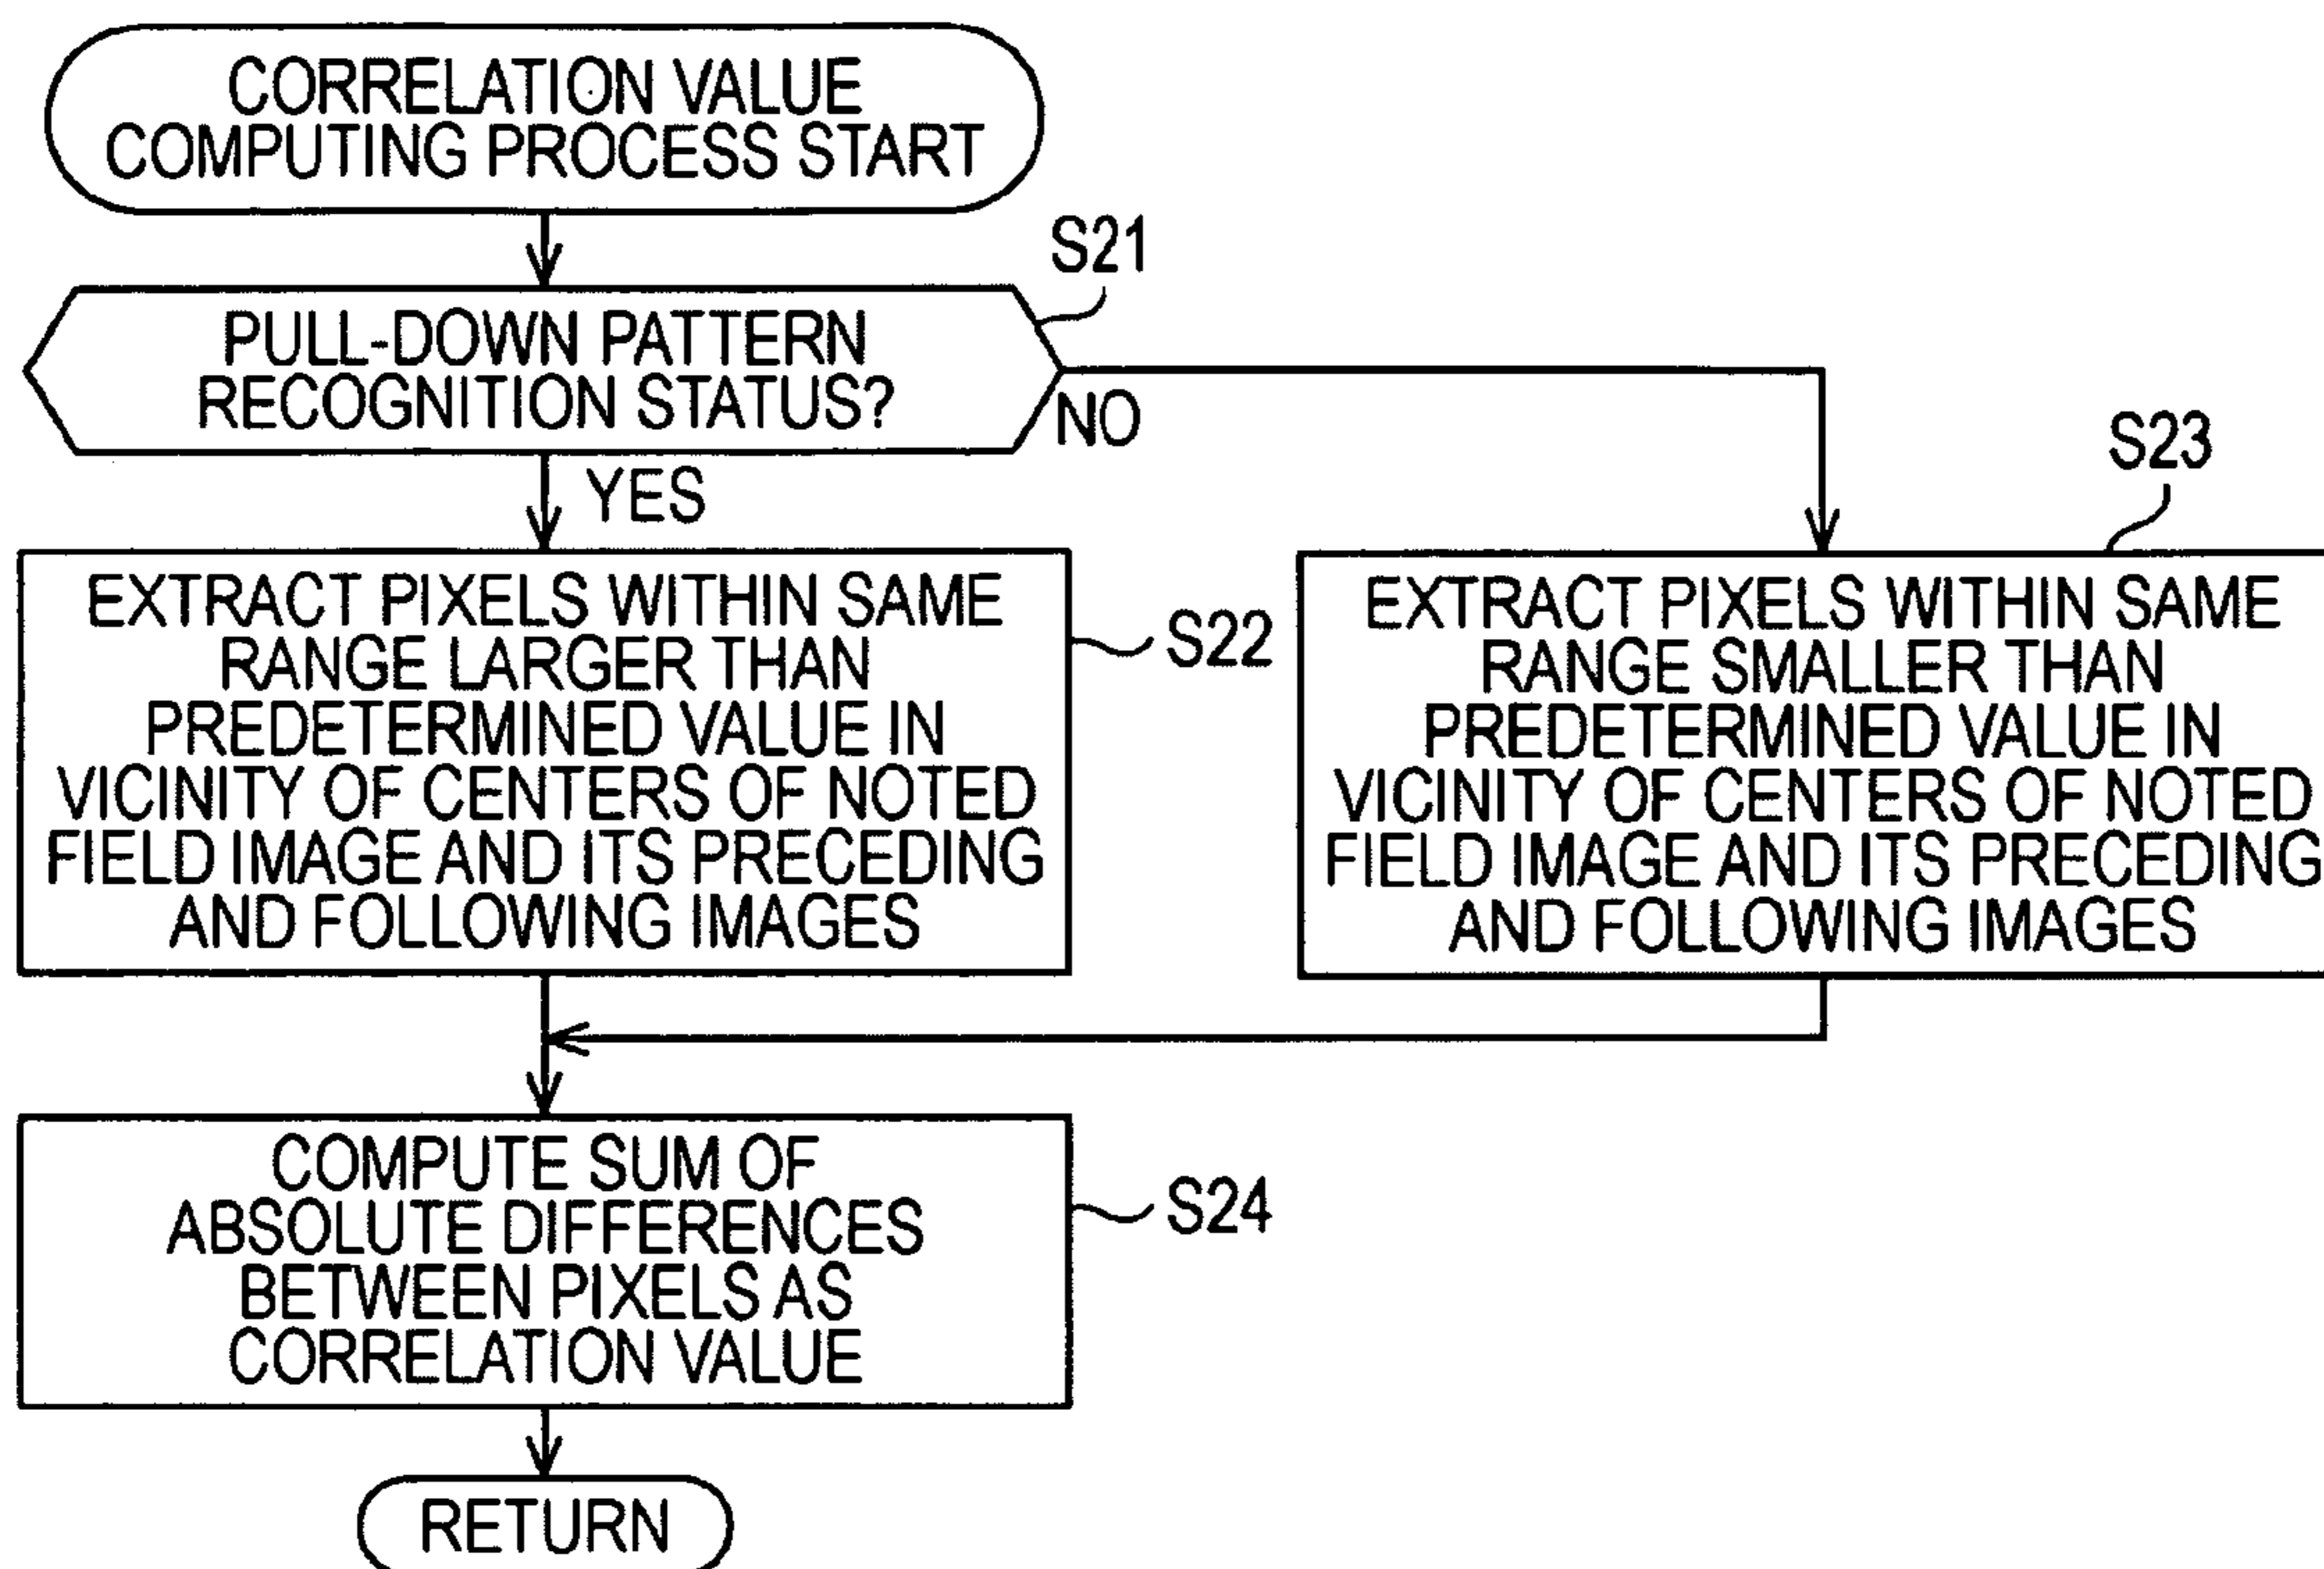 CORRELATION VALUE
COMPUTING PROCESS START
S21
PULL-DOWN PATTERN
RECOGNITION STATUS?
NO
YES
S23
EXTRACT PIXELS WITHIN SAME
RANGE LARGER THAN
PREDETERMINED VALUE IN
VICINITY OF CENTERS OF NOTED
FIELD IMAGE AND ITS PRECEDING
AND FOLLOWING IMAGES
S22
EXTRACT PIXELS WITHIN SAME
RANGE SMALLER THAN
PREDETERMINED VALUE IN
VICINITY OF CENTERS OF NOTED
FIELD IMAGE AND ITS PRECEDING
AND FOLLOWING IMAGES
COMPUTE SUM OF
ABSOLUTE DIFFERENCES
BETWEEN PIXELS AS
CORRELATION VALUE
S24
RETURN